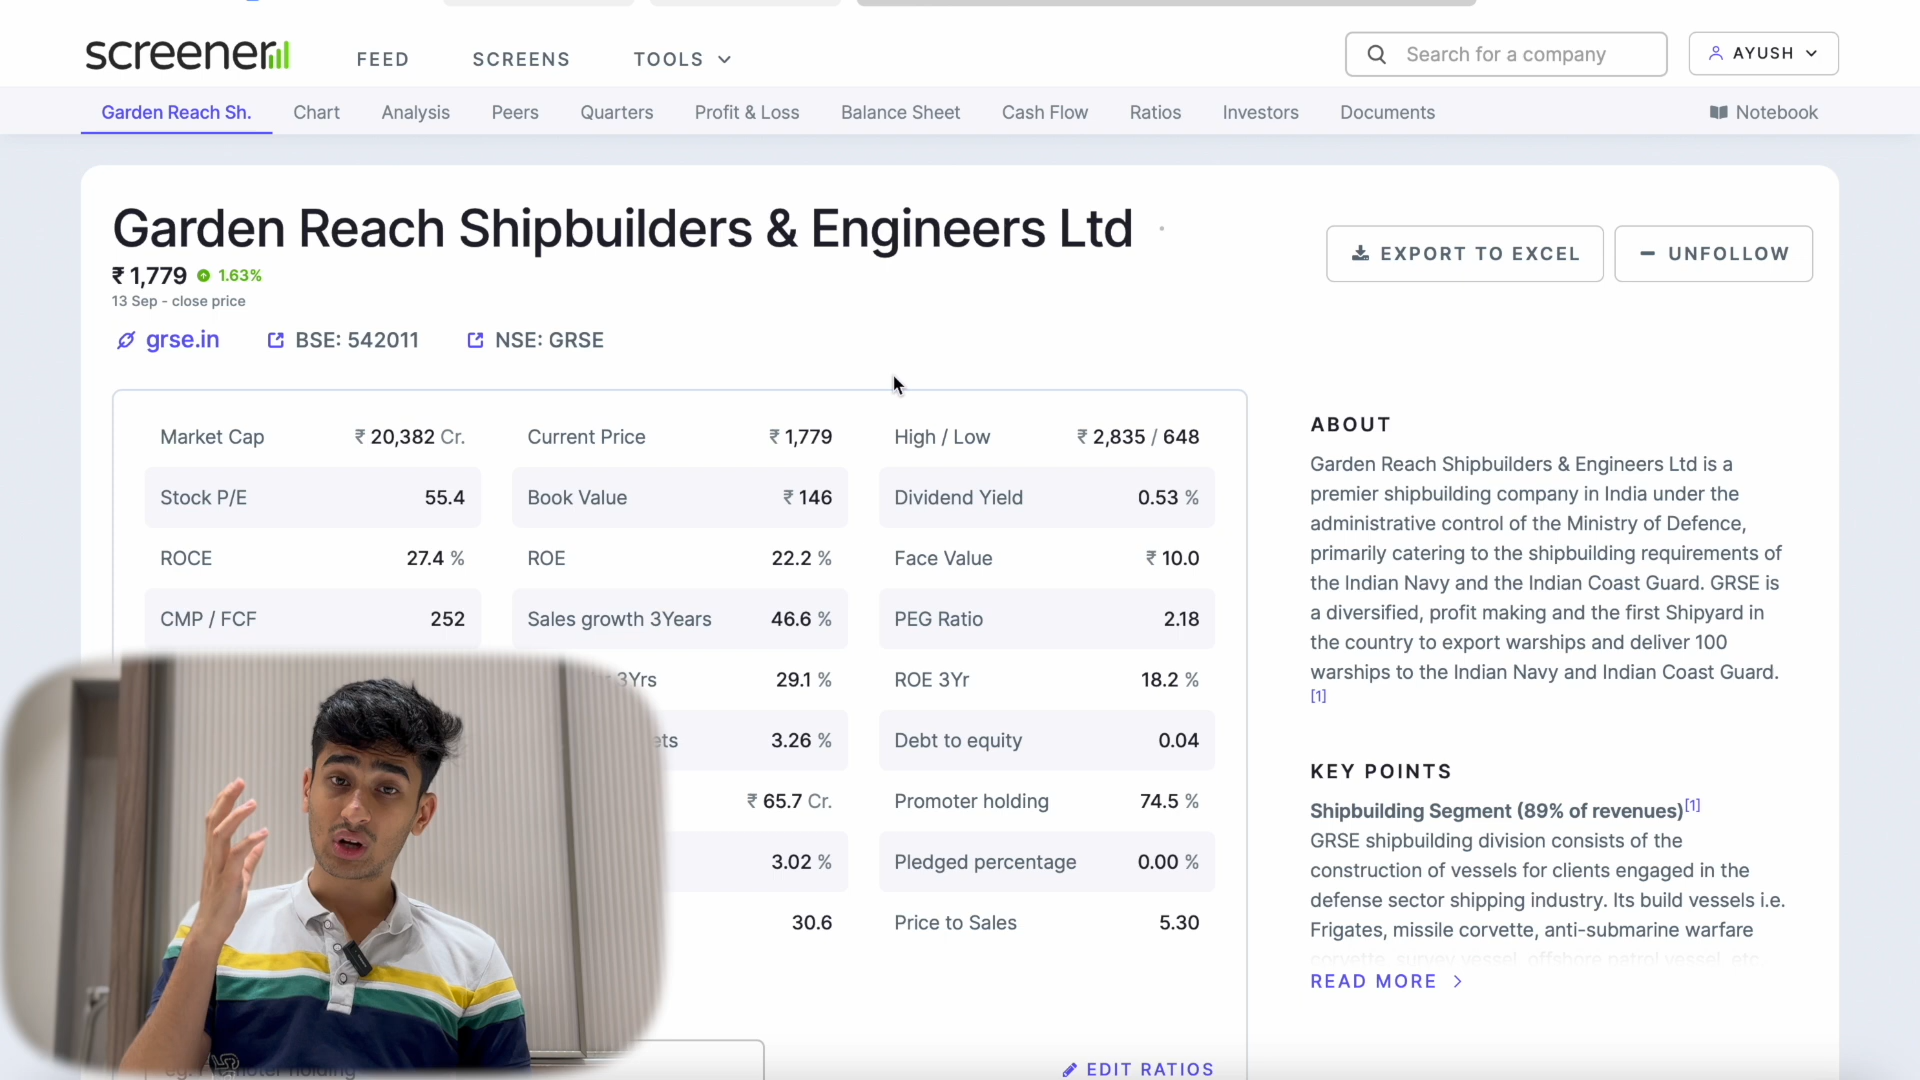 screener
FEED
SCREENS
TOOLS
Search for a company
AYUSH
Garden Reach Sh.
Chart
Analysis
Peers
Quarters
Profit & Loss
Balance Sheet
Cash Flow
Ratios
Investors
Documents
Notebook
Garden Reach Shipbuilders & Engineers Ltd
EXPORT TO EXCEL
UNFOLLOW
₹ 1,779 1.63%
13 Sep - close price
grse.in
BSE: 542011
NSE: GRSE
Market Cap ₹ 20,382 Cr.
Current Price ₹ 1,779
High / Low ₹ 2,835 / 648
Stock P/E 55.4
Book Value ₹ 146
Dividend Yield 0.53 %
ROCE 27.4 %
ROE 22.2 %
Face Value ₹ 10.0
CMP / FCF 252
Sales growth 3Years 46.6 %
PEG Ratio 2.18
3Yrs 29.1 %
ROE 3Yr 18.2 %
3.26 %
Debt to equity 0.04
₹ 65.7 Cr.
Promoter holding 74.5 %
3.02 %
Pledged percentage 0.00 %
30.6
Price to Sales 5.30
holding
EDIT RATIOS
ABOUT
Garden Reach Shipbuilders & Engineers Ltd is a
premier shipbuilding company in India under the
administrative control of the Ministry of Defence,
primarily catering to the shipbuilding requirements of
the Indian Navy and the Indian Coast Guard. GRSE is
a diversified, profit making and the first Shipyard in
the country to export warships and deliver 100
warships to the Indian Navy and Indian Coast Guard.
[1]
KEY POINTS
Shipbuilding Segment (89% of revenues)[1]
GRSE shipbuilding division consists of the
construction of vessels for clients engaged in the
defense sector shipping industry. Its build vessels i.e.
Frigates, missile corvette, anti-submarine warfare
corvette, survey vessel, offshore patrol vessel, etc.
READ MORE